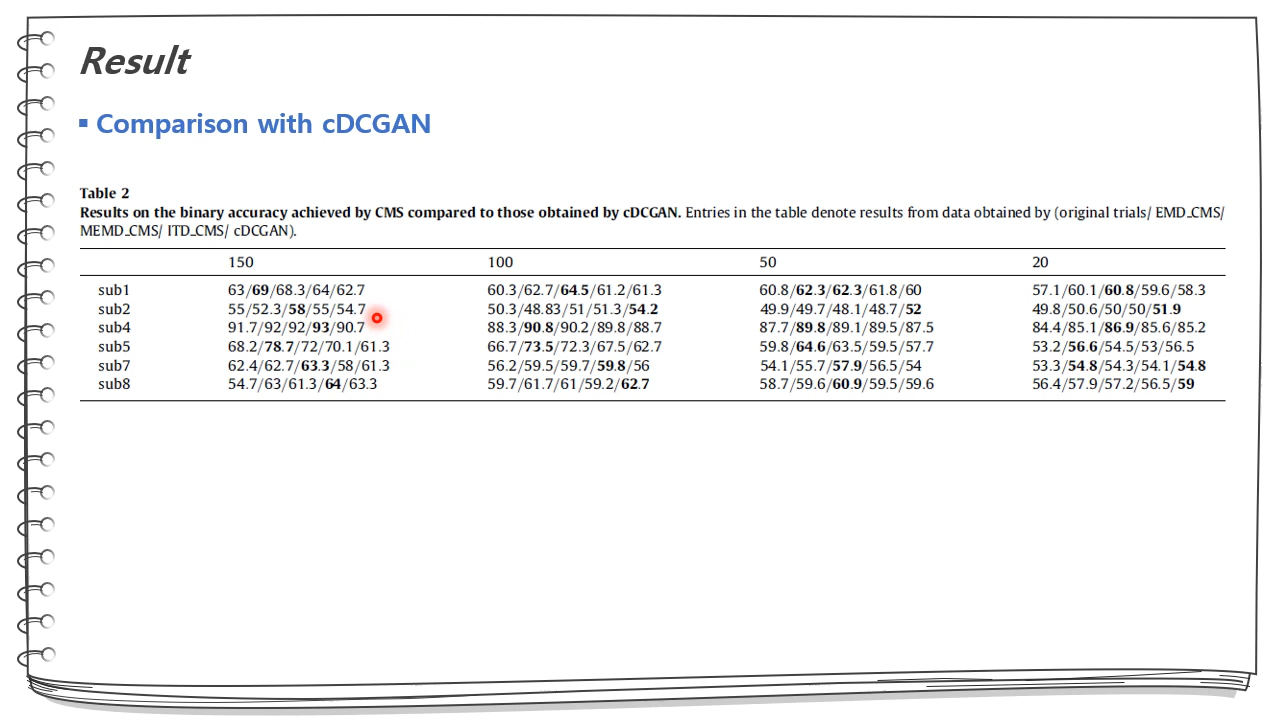 Result
▪ Comparison with cDCGAN
Table 2
Results on the binary accuracy achieved by CMS compared to those obtained by cDCGAN. Entries in the table denote results from data obtained by (original trials/ EMD_CMS/
MEMD_CMS/ ITD_CMS/ cDCGAN).
150 100 50 20
sub1 63/69/68.3/64/62.7 60.3/62.7/64.5/61.2/61.3 60.8/62.3/62.3/61.8/60 57.1/60.1/60.8/59.6/58.3
sub2 55/52.3/58/55/54.7 50.3/48.83/51/51.3/54.2 49.9/49.7/48.1/48.7/52 49.8/50.6/50/50/51.9
sub4 91.7/92/92/93/90.7 88.3/90.8/90.2/89.8/88.7 87.7/89.8/89.1/89.5/87.5 84.4/85.1/86.9/85.6/85.2
sub5 68.2/78.7/72/70.1/61.3 66.7/73.5/72.3/67.5/62.7 59.8/64.6/63.5/59.5/57.7 53.2/56.6/54.5/53/56.5
sub7 62.4/62.7/63.3/58/61.3 56.2/59.5/59.7/59.8/56 54.1/55.7/57.9/56.5/54 53.3/54.8/54.3/54.1/54.8
sub8 54.7/63/61.3/64/63.3 59.7/61.7/61/59.2/62.7 58.7/59.6/60.9/59.5/59.6 56.4/57.9/57.2/56.5/59